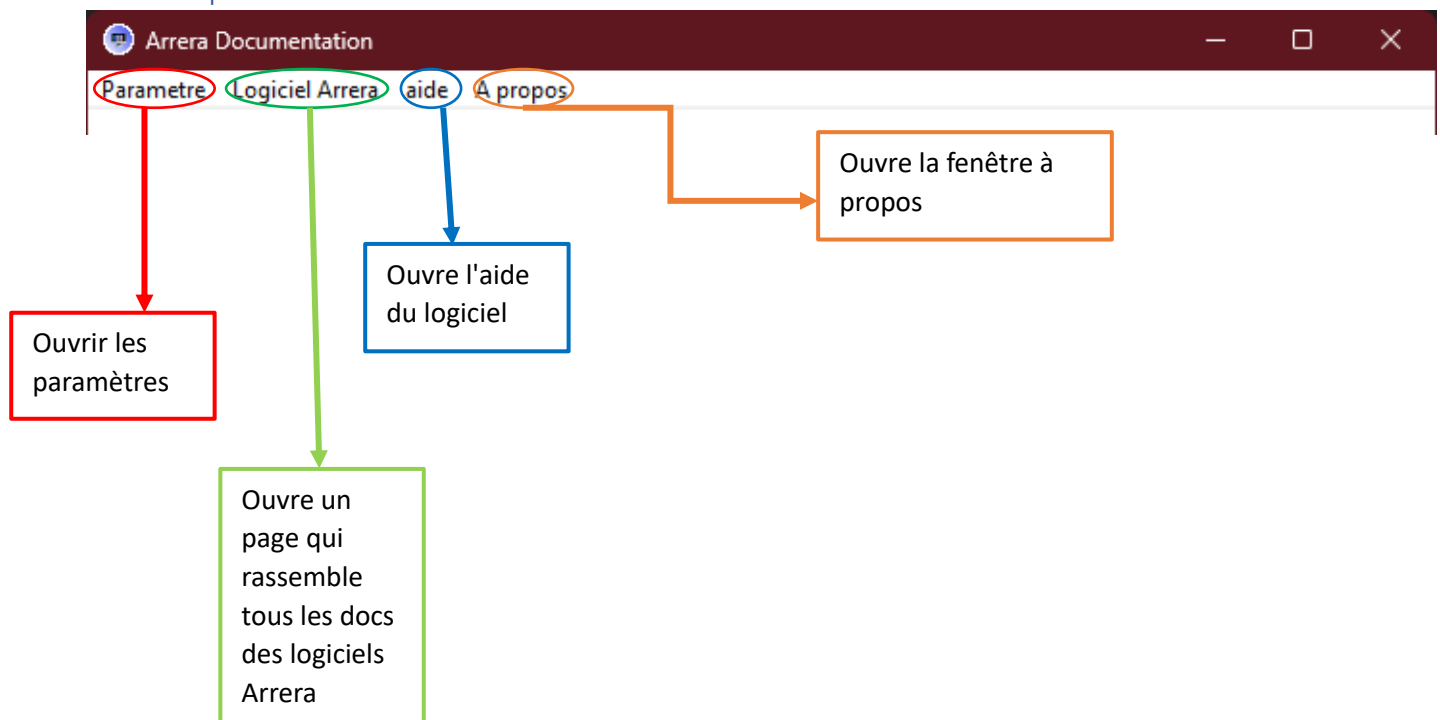 Arrera Documentation
Parametre Logiciel Arrera aide A propos
Ouvre la fenêtre à
propos
Ouvre l'aide
du logiciel
Ouvrir les
paramètres
Ouvre un
page qui
rassemble
tous les docs
des logiciels
Arrera